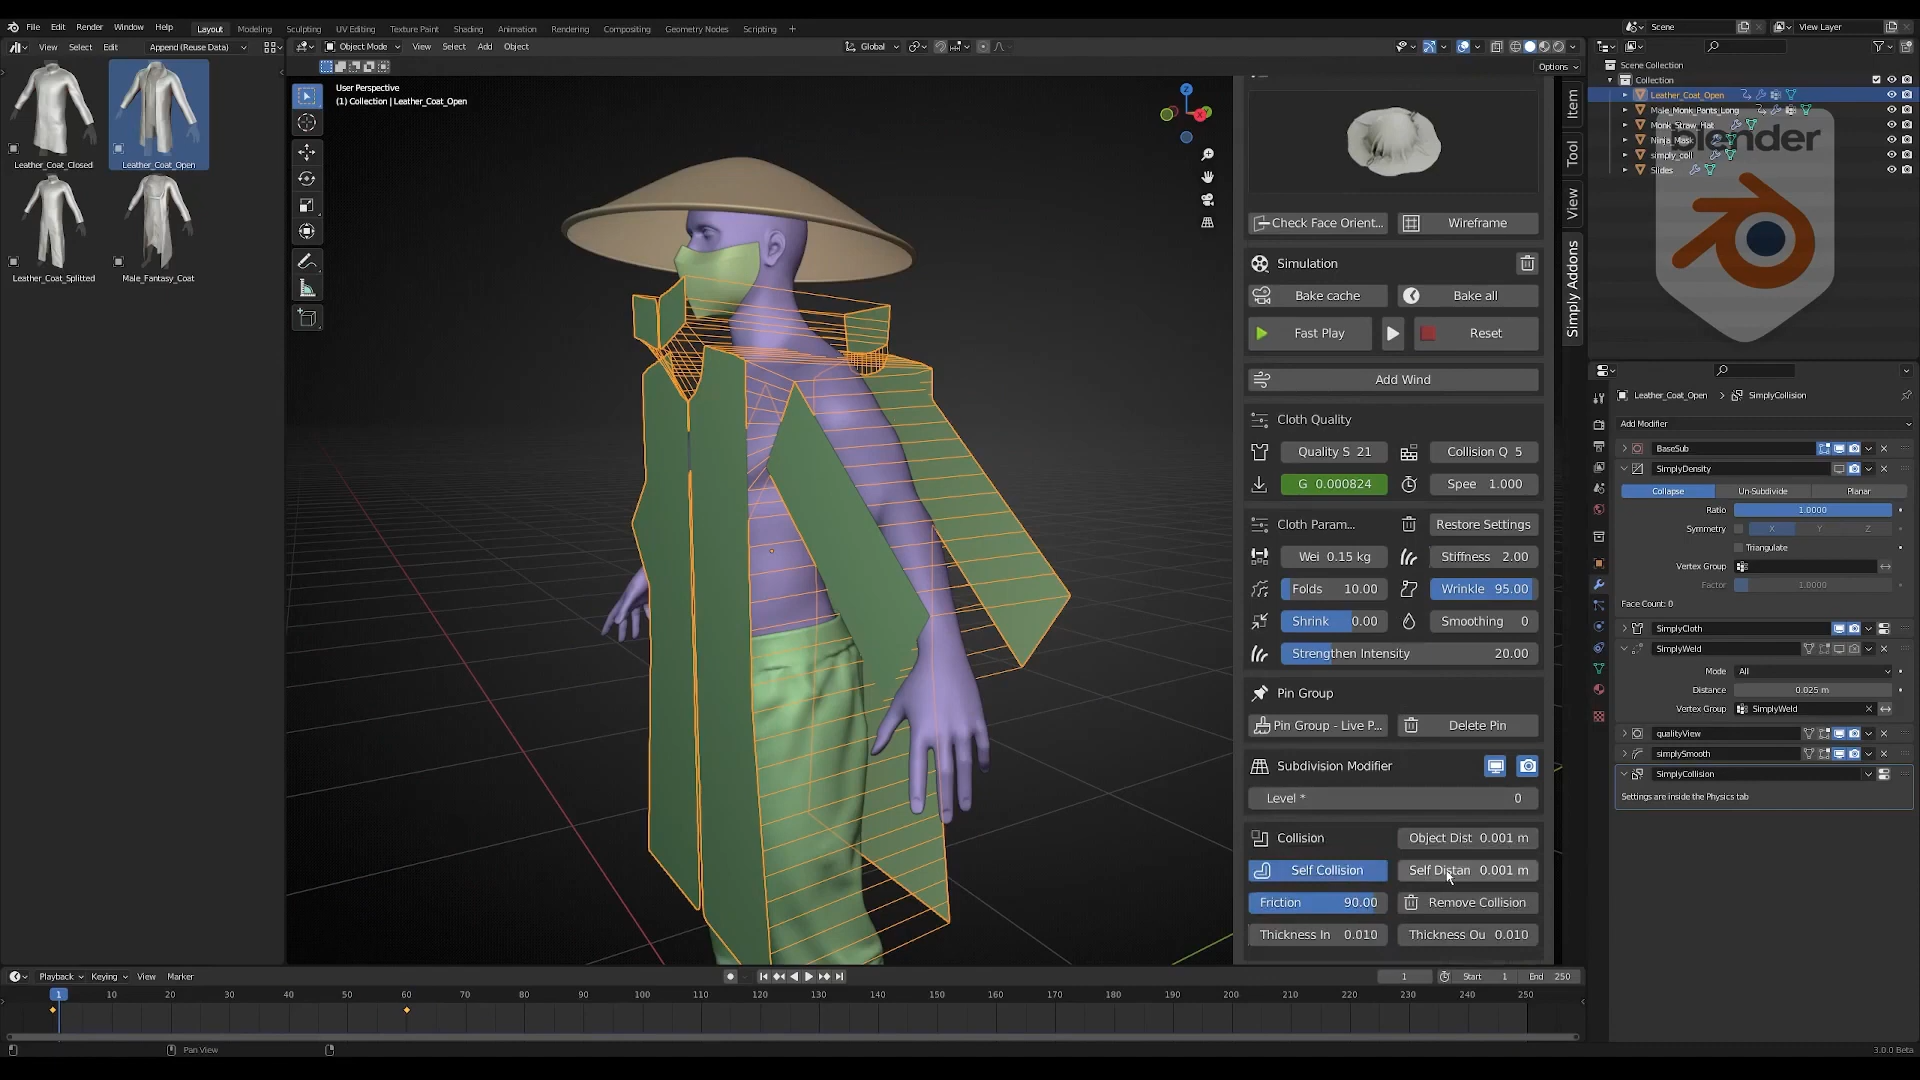 File Edit Render Window Help
Layout Modeling Sculpting UV Editing Texture Paint Shading Animation Rendering Compositing Geometry Nodes Scripting +
Scene
View Layer
View Select Edit Append (Reuse Data)
Object Mode View Select Add Object
Global
Options
Leather_Coat_Closed
Leather_Coat_Open
Leather_Coat_Splitted
Male_Fantasy_Coat
User Perspective
(1) Collection | Leather_Coat_Open
Check Face Orient...
Wireframe
Simulation
Bake cache
Bake all
Fast Play
Reset
Add Wind
Cloth Quality
Quality S 21
Collision Q 5
G 0.000824
Spee 1.000
Cloth Param...
Restore Settings
Wei 0.15 kg
Stiffness 2.00
Folds 10.00
Wrinkle 95.00
Shrink 0.00
Smoothing 0
Strengthen Intensity 20.00
Pin Group
Pin Group - Live P...
Delete Pin
Subdivision Modifier
Level * 0
Collision
Object Dist 0.001 m
Self Collision
Self Distan 0.001 m
Friction 90.00
Remove Collision
Thickness In 0.010
Thickness Ou 0.010
Item
Tool
View
Simply Addons
Scene Collection
Collection
Leather_Coat_Open
Male_Monk_Pants_Long
Monk_Straw_Hat
Ninja_Mask
simply_coll
Slides
blender
Leather_Coat_Open > SimplyCollision
Add Modifier
BaseSub
SimplyDensity
Collapse Un-Subdivide Planar
Ratio 1.0000
Symmetry X Y Z
Triangulate
Vertex Group
Factor 1.0000
Face Count: 0
SimplyCloth
SimplyWeld
Mode All
Distance 0.025 m
Vertex Group SimplyWeld
qualityView
simplySmooth
SimplyCollision
Settings are inside the Physics tab
Playback Keying View Marker
1 Start 1 End 250
1 10 20 30 40 50 60 70 80 90 100 110 120 130 140 150 160 170 180 190 200 210 220 230 240 250
Pan View
3.0.0 Beta